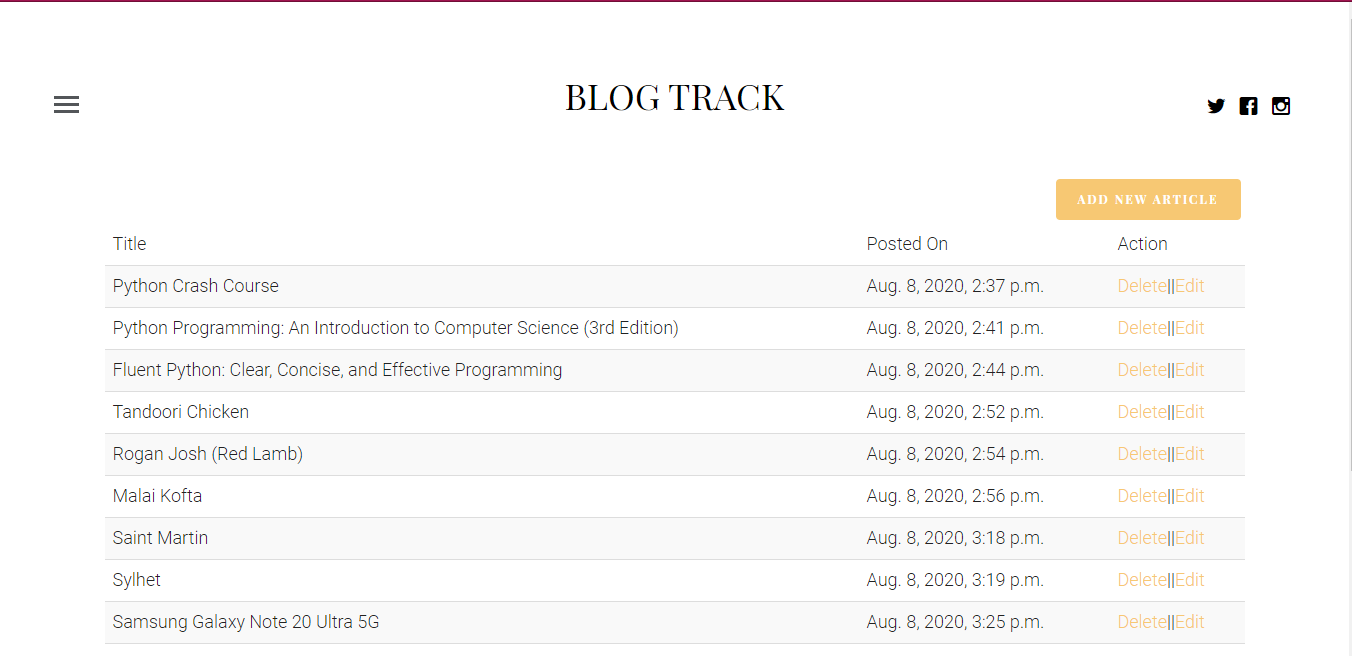 BLOG TRACK
ADD NEW ARTICLE
Title Posted On Action
Python Crash Course Aug. 8, 2020, 2:37 p.m. Delete||Edit
Python Programming: An Introduction to Computer Science (3rd Edition) Aug. 8, 2020, 2:41 p.m. Delete||Edit
Fluent Python: Clear, Concise, and Effective Programming Aug. 8, 2020, 2:44 p.m. Delete||Edit
Tandoori Chicken Aug. 8, 2020, 2:52 p.m. Delete||Edit
Rogan Josh (Red Lamb) Aug. 8, 2020, 2:54 p.m. Delete||Edit
Malai Kofta Aug. 8, 2020, 2:56 p.m. Delete||Edit
Saint Martin Aug. 8, 2020, 3:18 p.m. Delete||Edit
Sylhet Aug. 8, 2020, 3:19 p.m. Delete||Edit
Samsung Galaxy Note 20 Ultra 5G Aug. 8, 2020, 3:25 p.m. Delete||Edit